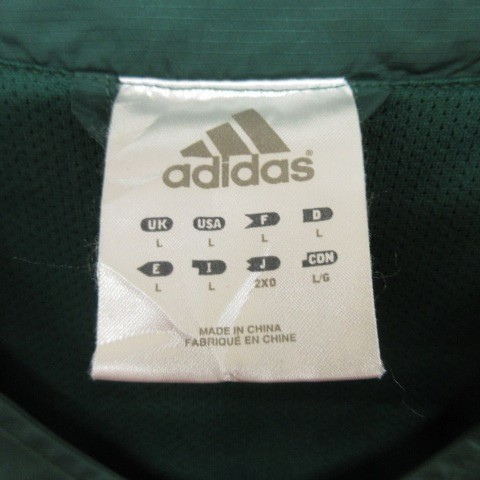 adidas
UK USA F D
L L L L
E I J CDN
L L 2XO L/G
MADE IN CHINA
FABRIQUÉ EN CHINE